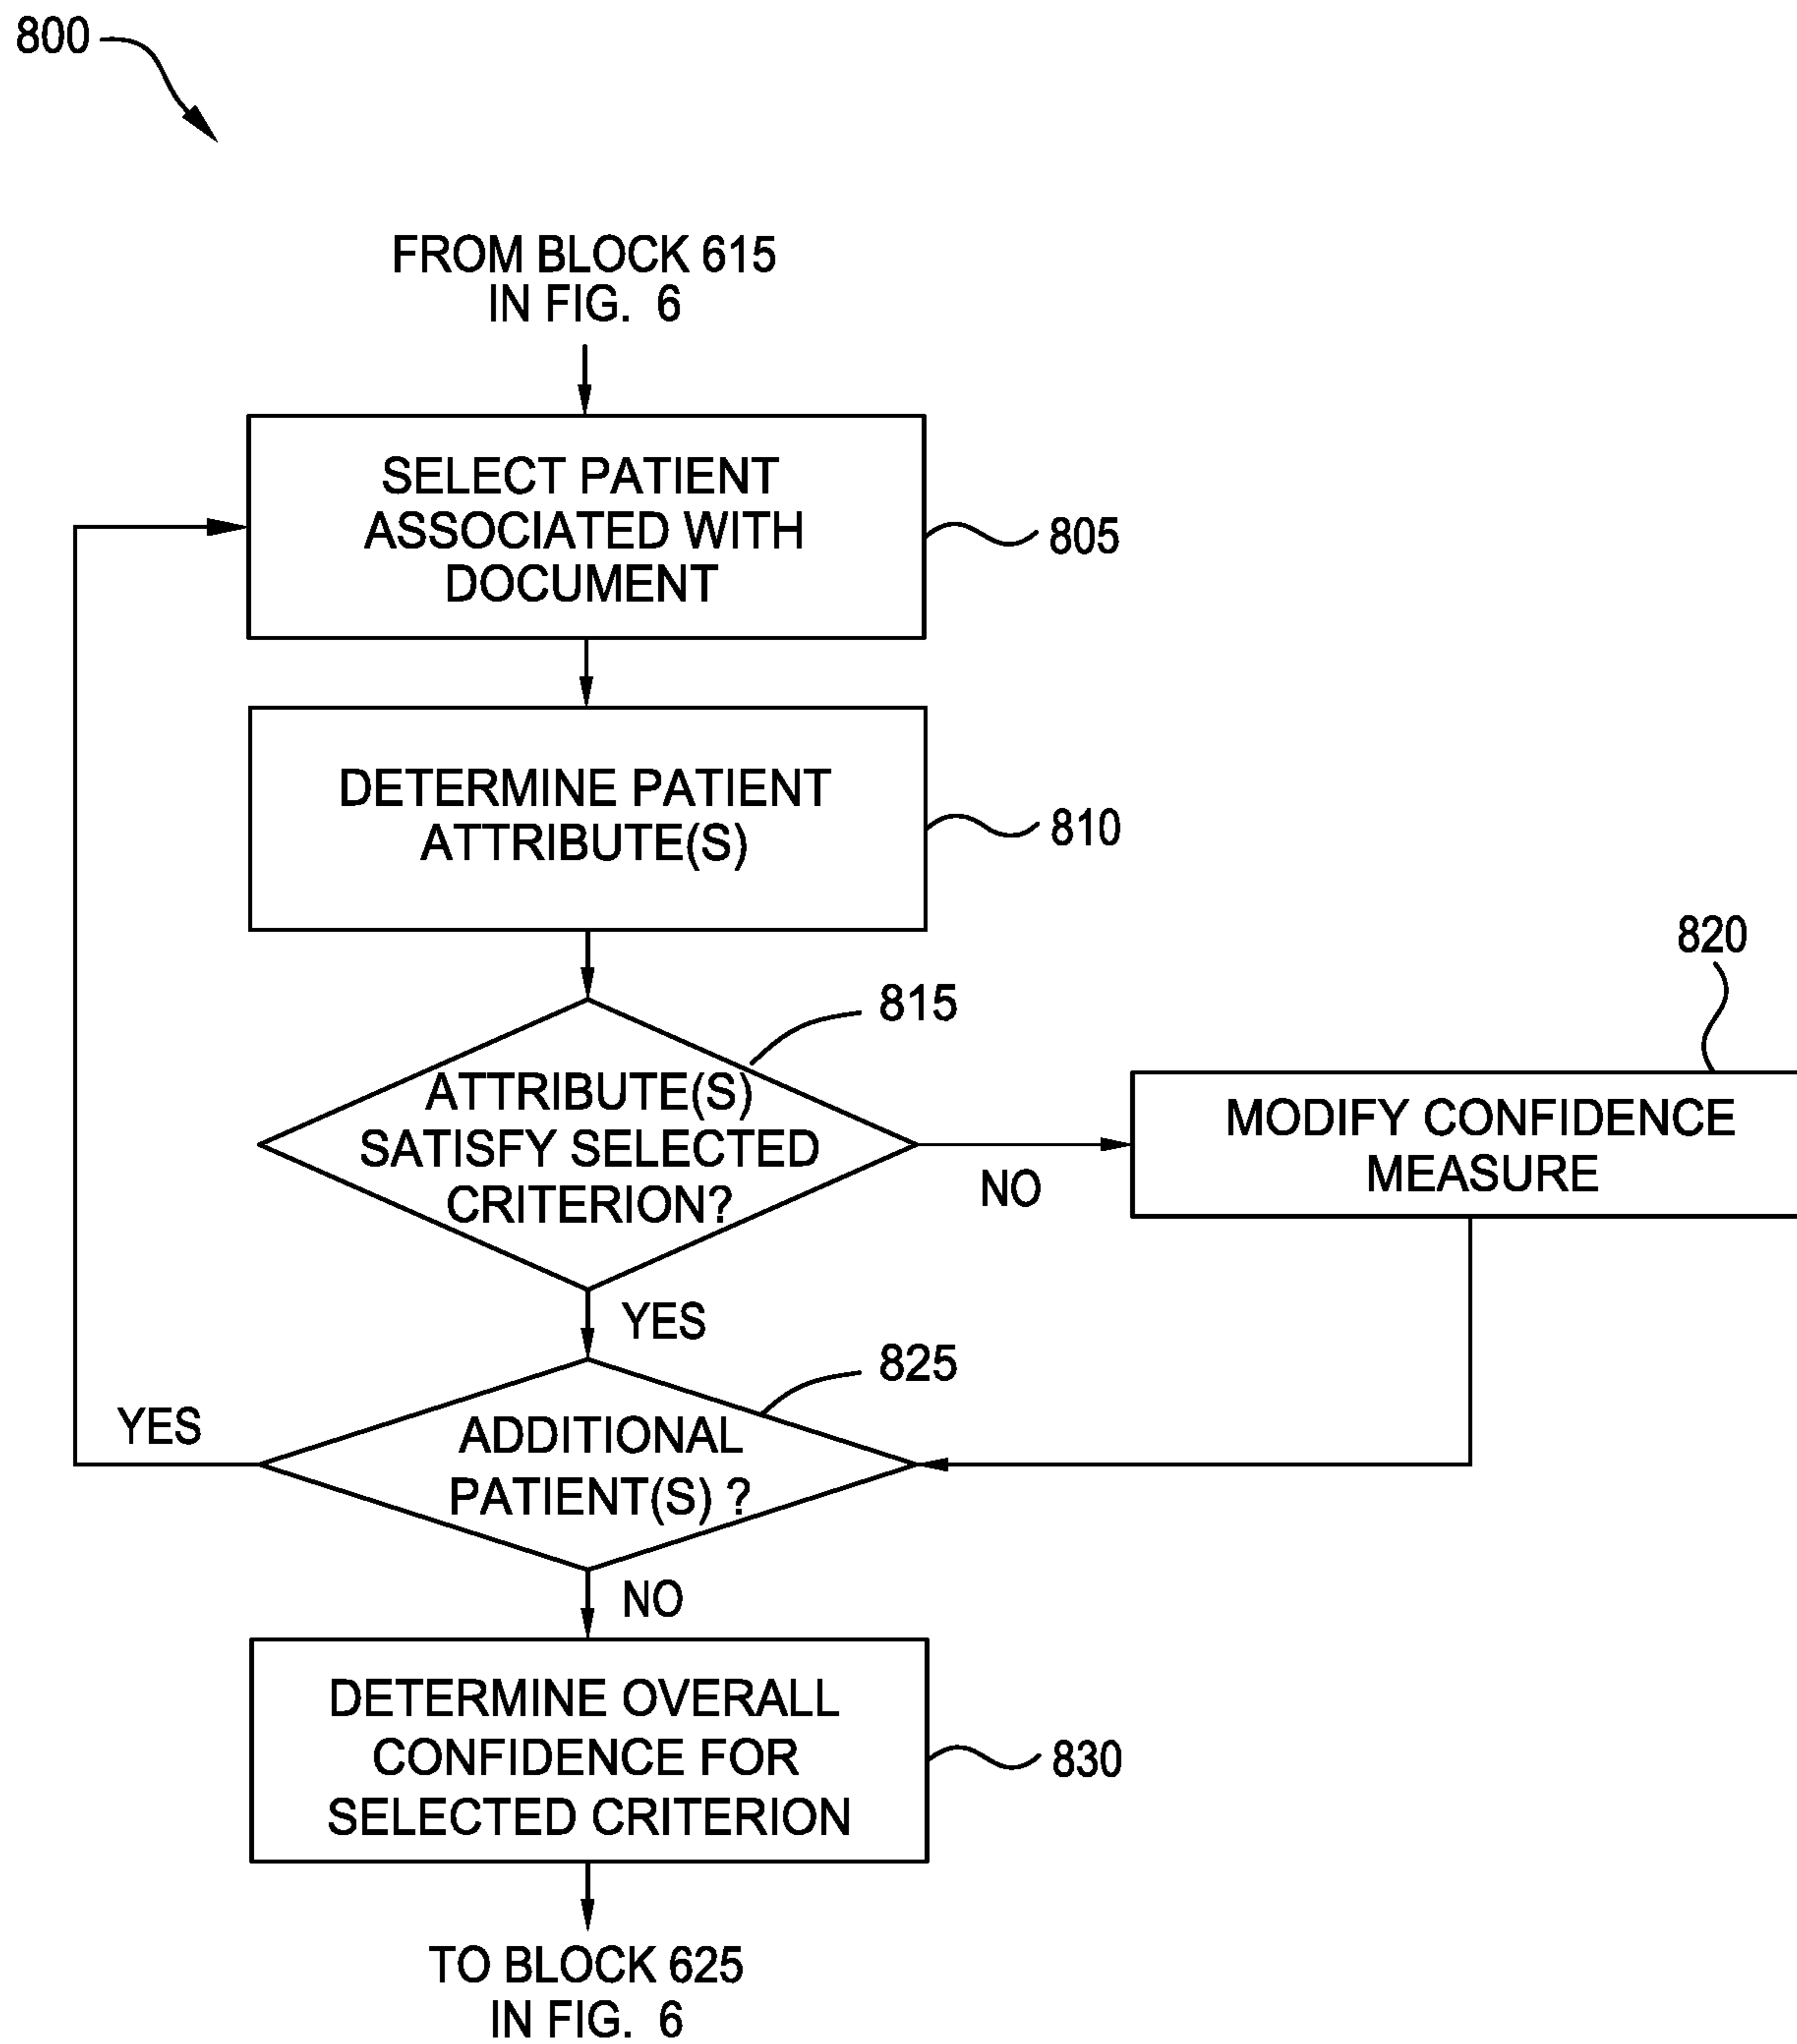 800
FROM BLOCK 615
IN FIG. 6
SELECT PATIENT
ASSOCIATED WITH
DOCUMENT
805
DETERMINE PATIENT
ATTRIBUTE(S)
810
815
ATTRIBUTE(S)
SATISFY SELECTED
CRITERION?
NO
820
MODIFY CONFIDENCE
MEASURE
YES
825
YES
ADDITIONAL
PATIENT(S) ?
NO
DETERMINE OVERALL
CONFIDENCE FOR
SELECTED CRITERION
830
TO BLOCK 625
IN FIG. 6